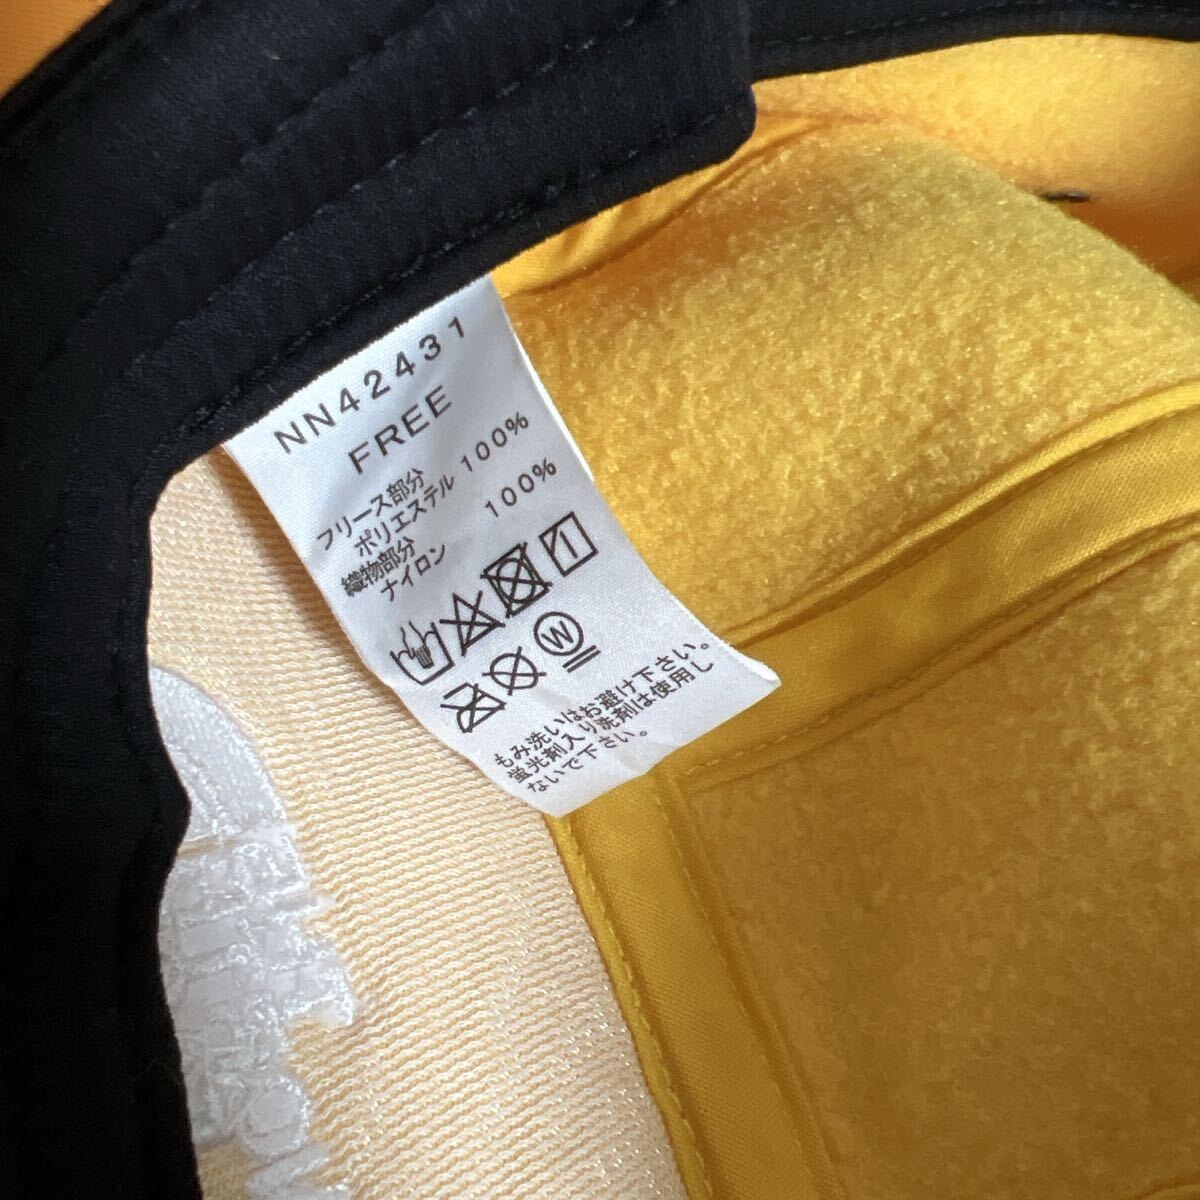 NN42431
FREE
フリース部分
ポリエステル 100%
織物部分
ナイロン 100%
W
もみ洗いはお避け下さい。
蛍光剤入り洗剤は使用し
ないで下さい。